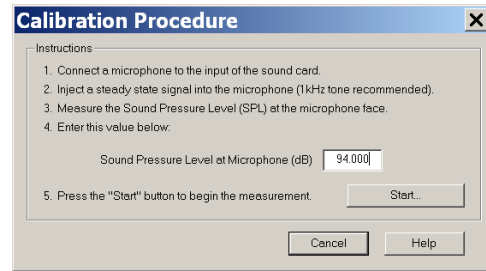 Calibration Procedure
Instructions
1. Connect a microphone to the input of the sound card.
2. Inject a steady state signal into the microphone (1kHz tone recommended).
3. Measure the Sound Pressure Level (SPL) at the microphone face.
4. Enter this value below:
Sound Pressure Level at Microphone (dB) 94.000
5. Press the "Start" button to begin the measurement. Start...
Cancel Help